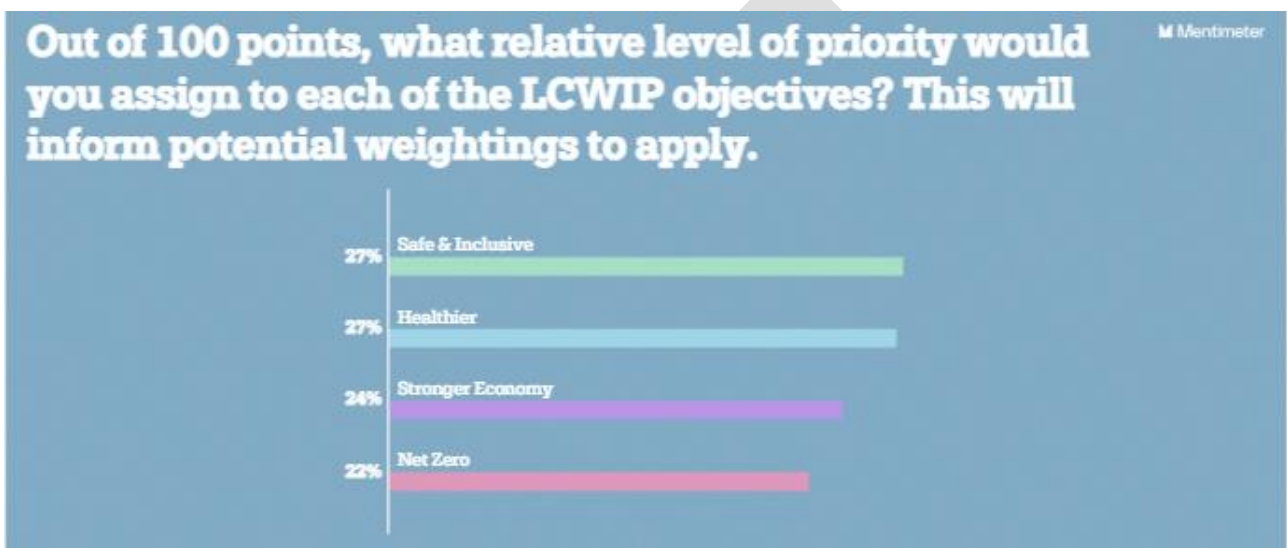 Out of 100 points, what relative level of priority would
Mentimeter
you assign to each of the LCWIP objectives? This will
inform potential weightings to apply.
Safe & Inclusive
27%
Healthier
27%
Stronger Economy
24%
Net Zero
22%